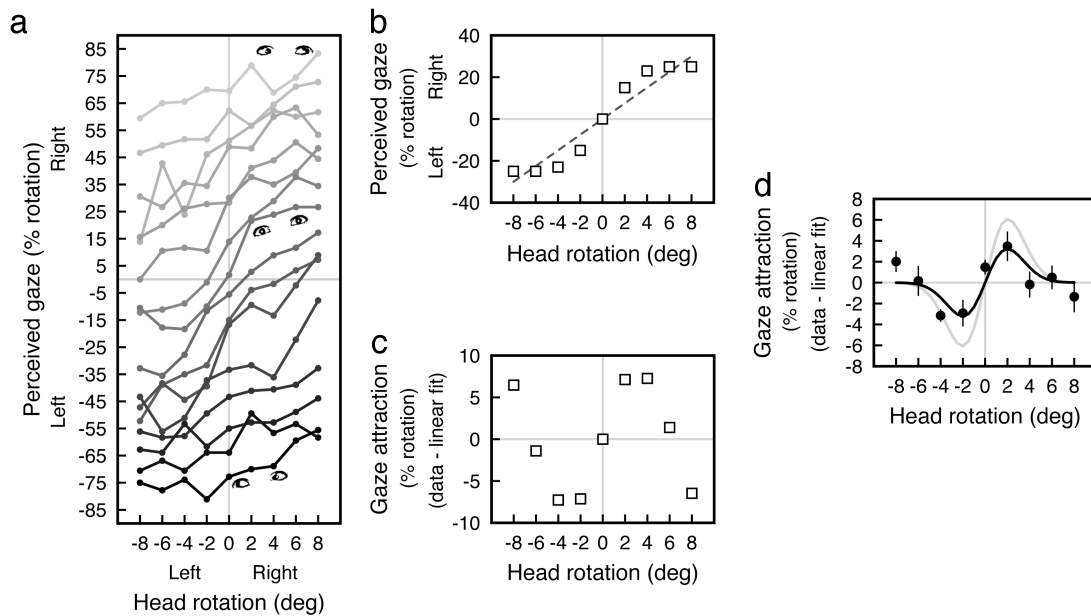 a
85
75
65
55
45
35
25
15
5
-5
-15
-25
-35
-45
-55
-65
-75
-85
Perceived gaze (% rotation)
Left
Right
-8 -6 -4 -2 0 2 4 6 8
Left Right
Head rotation (deg)
b
40
20
0
-20
-40
Perceived gaze
(% rotation)
Left Right
-8 -6 -4 -2 0 2 4 6 8
Head rotation (deg)
c
10
5
0
-5
-10
Gaze attraction
(% rotation)
(data - linear fit)
-8 -6 -4 -2 0 2 4 6 8
Head rotation (deg)
d
8
6
4
2
0
-2
-4
-6
-8
Gaze attraction
(% rotation)
(data - linear fit)
-8 -6 -4 -2 0 2 4 6 8
Head rotation (deg)